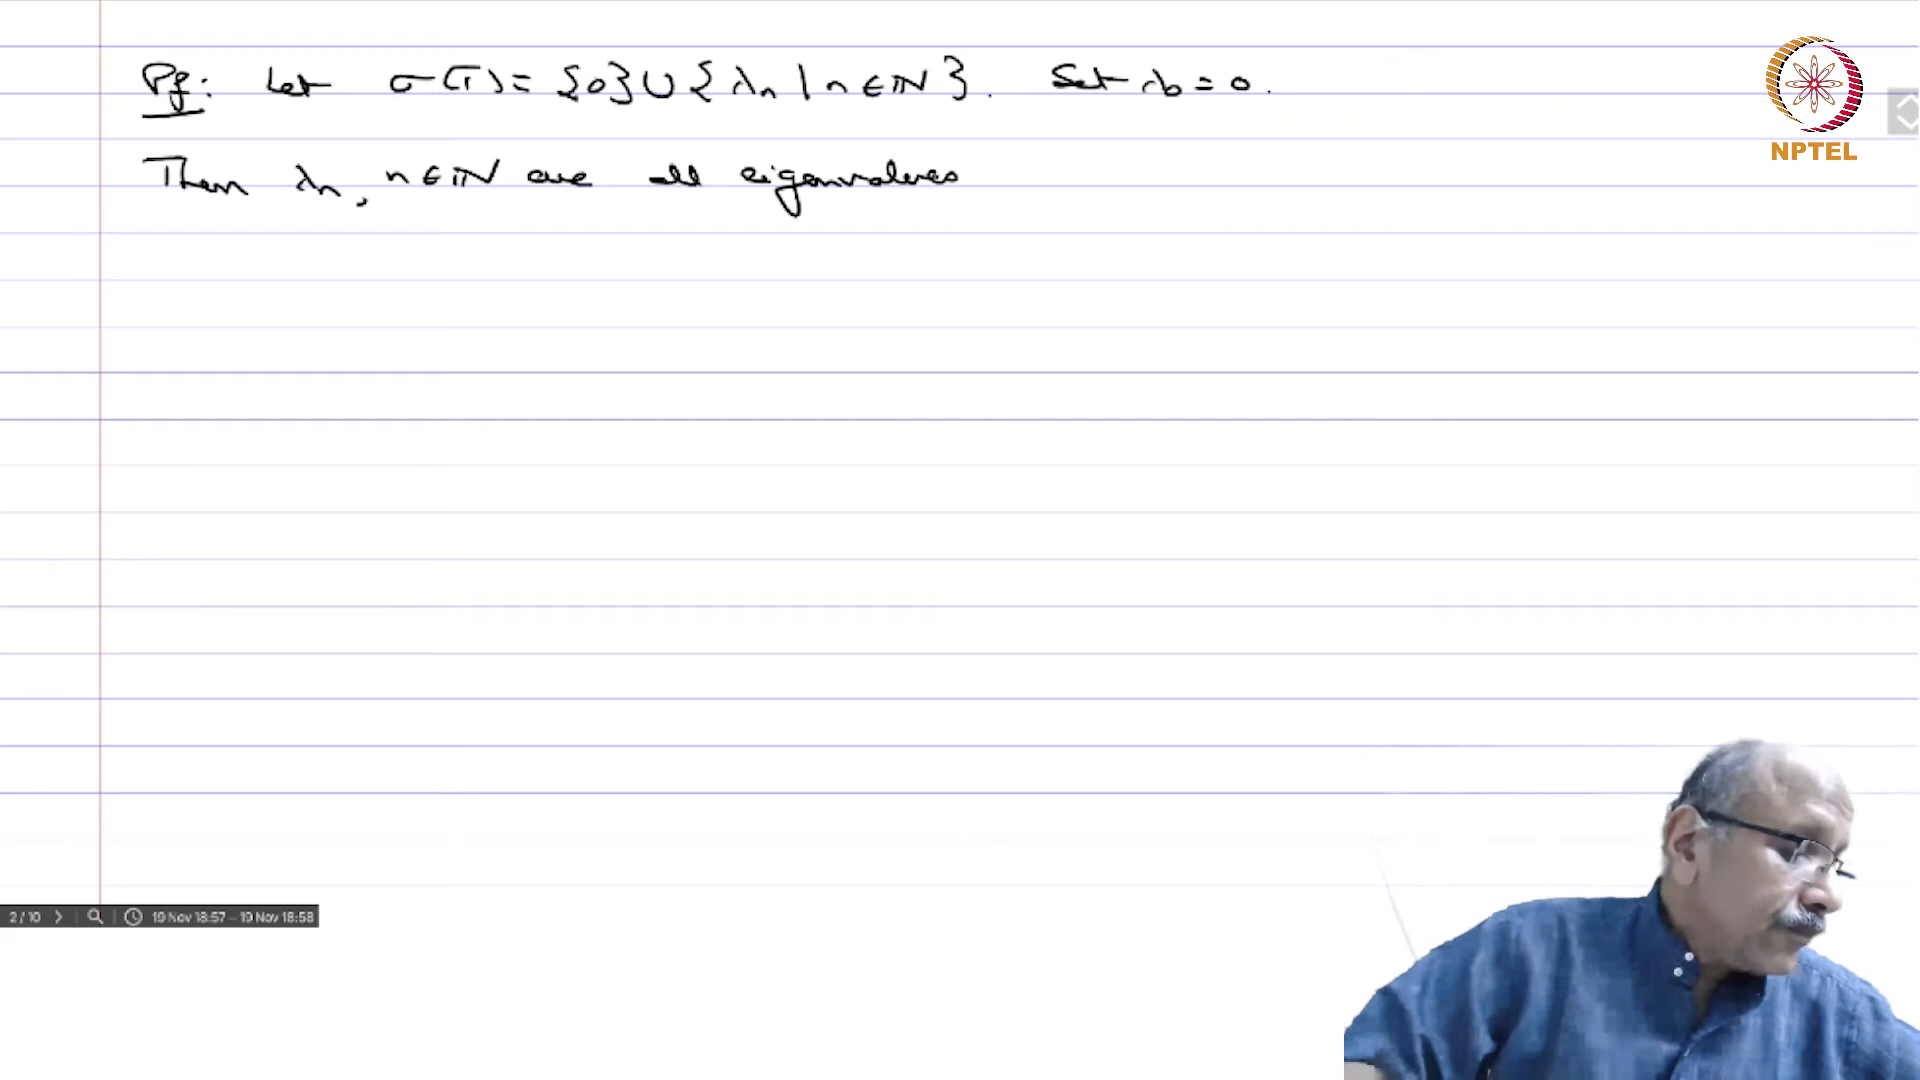 Pf: Let σ(T) = {0} ∪ {λn | n ∈ ℕ}. Set λ0 = 0.
Then λn, n ∈ ℕ are all eigenvalues
NPTEL
2 / 10 19 Nov 18:57 – 19 Nov 18:58